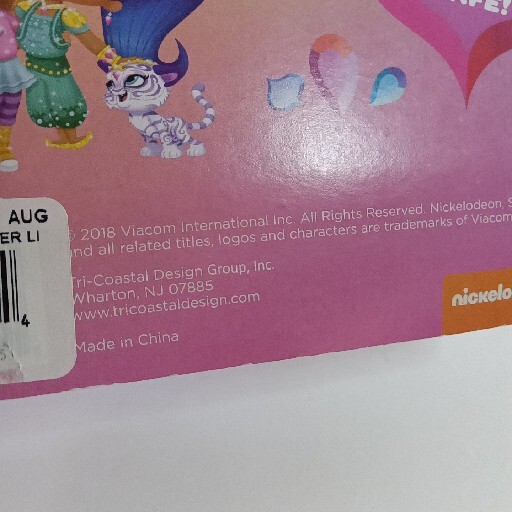 NFE!
AUG
ER LI
4
© 2018 Viacom International Inc. All Rights Reserved. Nickelodeon, S
nd all related titles, logos and characters are trademarks of Viacom
Tri-Coastal Design Group, Inc.
Wharton, NJ 07885
www.tricoastaldesign.com
Made in China
nickelo